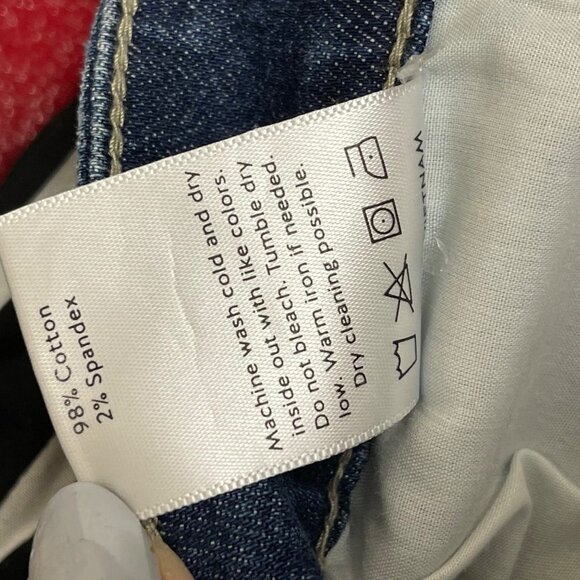 98% Cotton
2% Spandex
Machine wash cold and dry
inside out with like colors.
Do not bleach. Tumble dry
low. Warm iron if needed.
Dry cleaning possible.